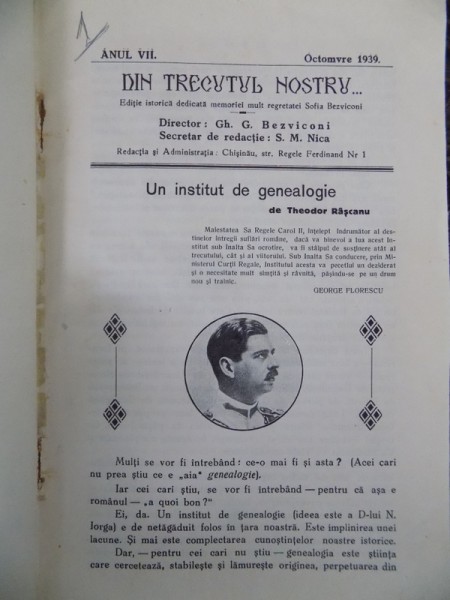 1
ANUL VII. Octomvre 1939.
DIN TRECUTUL NOSTRU...
Ediție istorică dedicată memoriei mult regretatei Sofia Bezviconi
Director: Gh. G. Bezviconi
Secretar de redacție: S. M. Nica
Redacția și Administrația: Chișinău, str. Regele Ferdinand Nr 1
Un institut de genealogie
de Theodor Râșcanu
Maiestatea Sa Regele Carol II, înțelept îndrumător al des-
tinelor întregii suflări române, dacă va binevoi a lua acest In-
stitut sub Inalta Sa ocrotire, va fi stâlpul de susținere atât al
trecutului, cât și al viitorului. Sub Inalta Sa conducere, prin Mi-
nisterul Curții Regale, institutul acesta va pecetlui un deziderat
și o necesitate mult simțită și râvnită, pășindu-se pe un drum
nou și trainic.
GEORGE FLORESCU
Mulți se vor fi întrebând: ce-o mai fi și asta? (Acei cari
nu prea știu ce e „aia“ genealogie).
Iar cei cari știu, se vor fi întrebând — pentru că așa e
românul — „a quoi bon?“
Ei, da. Un institut de genealogie (ideea este a D-lui N.
Iorga) e de netăgăduit folos în țara noastră. Este împlinirea unei
lacune. Și mai este complectarea cunoștințelor noastre istorice.
Dar, — pentru cei cari nu știu — genealogia este știința
care cercetează, stabilește și lămurește originea, perpetuarea din